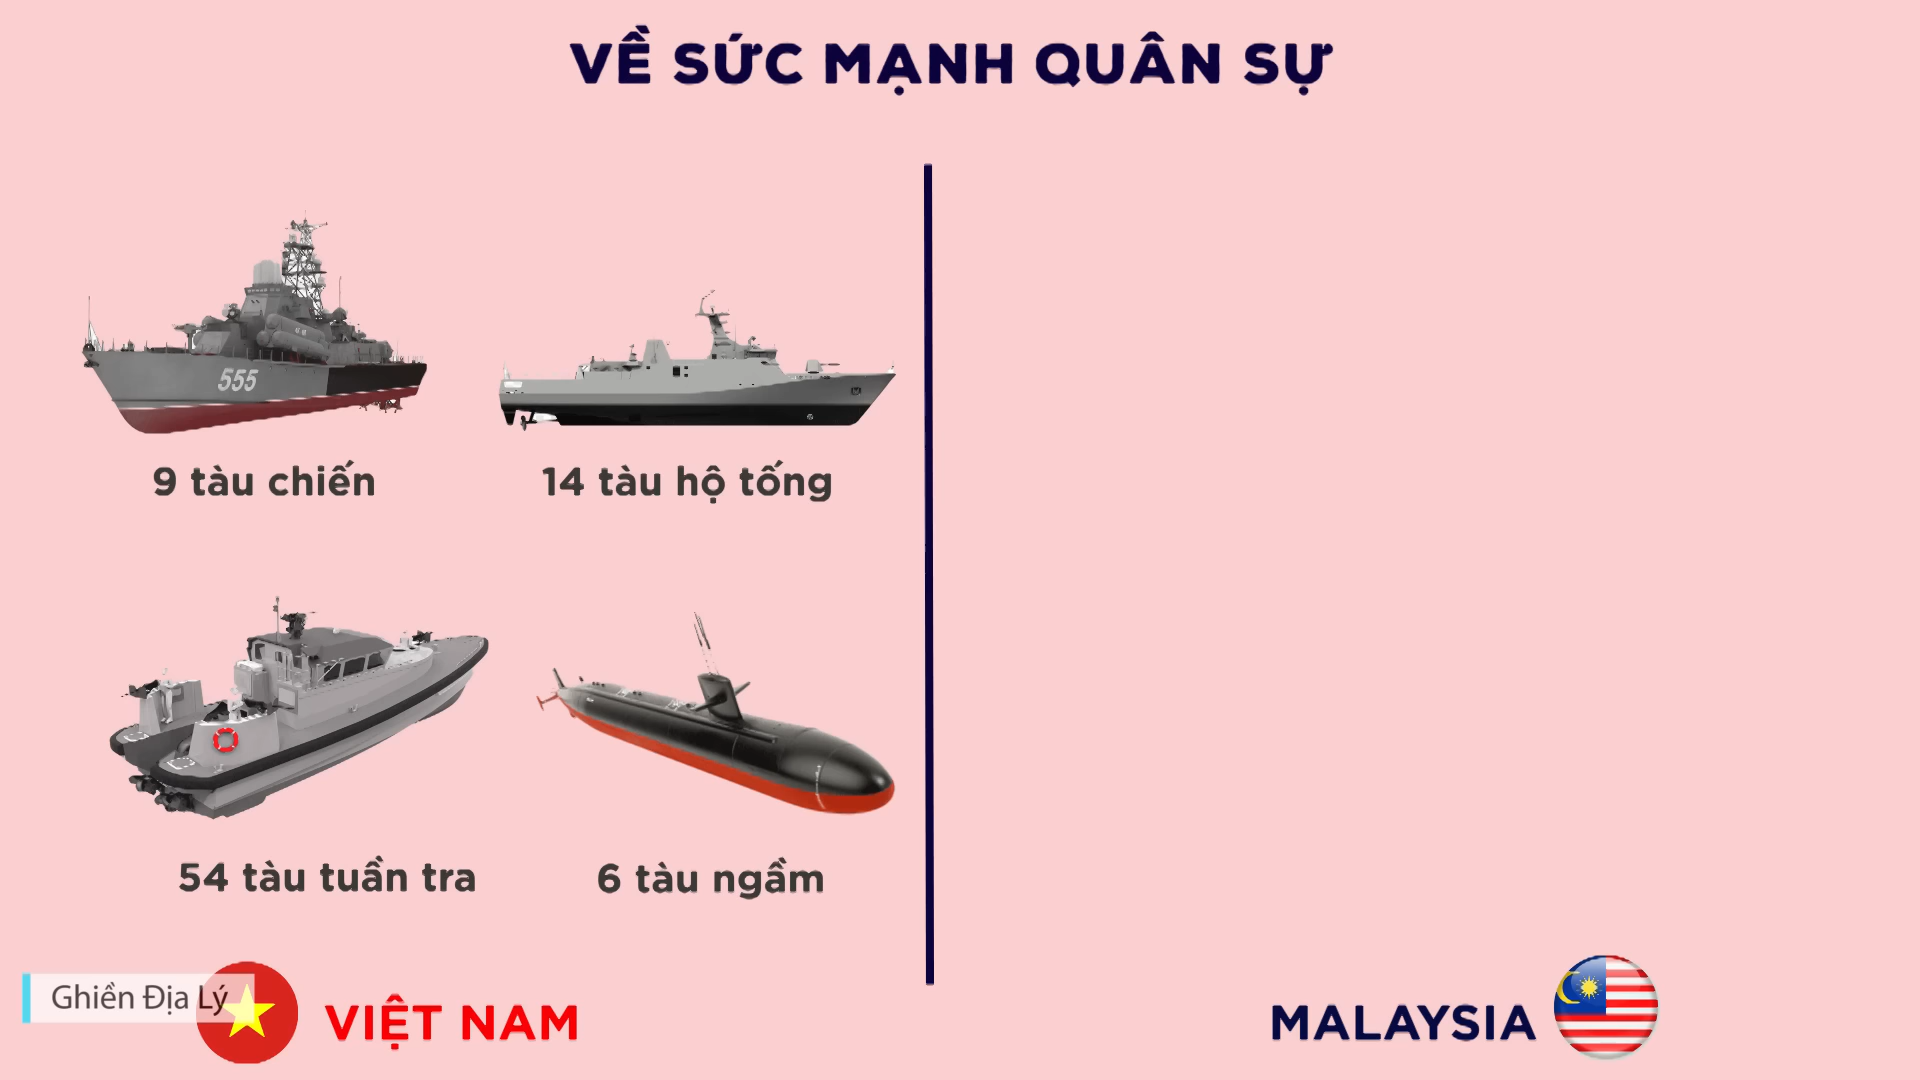 VỀ SỨC MẠNH QUÂN SỰ
555
9 tàu chiến
14 tàu hộ tống
54 tàu tuần tra
6 tàu ngầm
Ghiền Địa Lý
VIỆT NAM
MALAYSIA